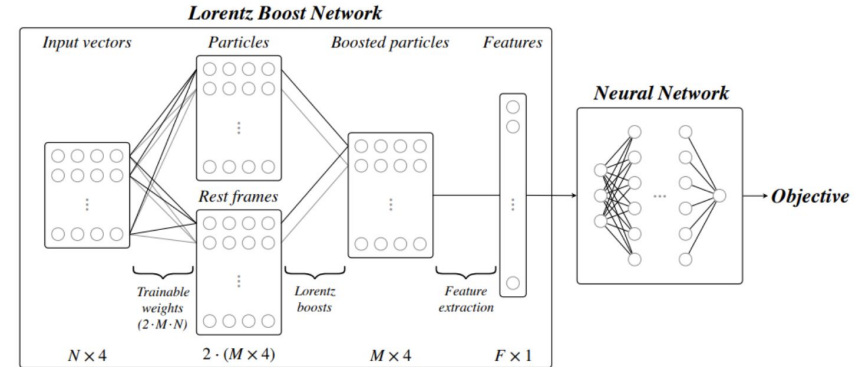 Lorentz Boost Network
Input vectors
Particles
Boosted particles
Features
Neural Network
Rest frames
Objective
Trainable
weights
(2·M·N)
Lorentz
boosts
Feature
extraction
N × 4
2 · (M × 4)
M × 4
F × 1